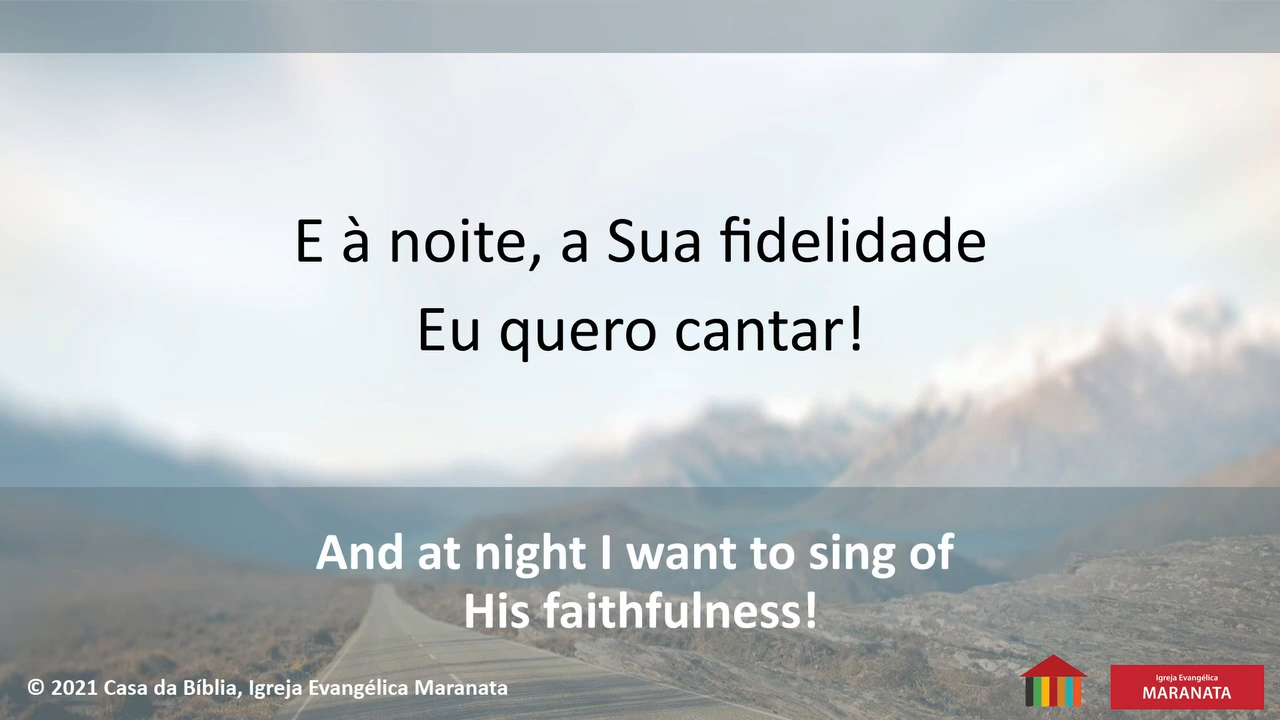 E à noite, a Sua fidelidade
Eu quero cantar!
And at night I want to sing of
His faithfulness!
© 2021 Casa da Bíblia, Igreja Evangélica Maranata
Igreja Evangélica
MARANATA